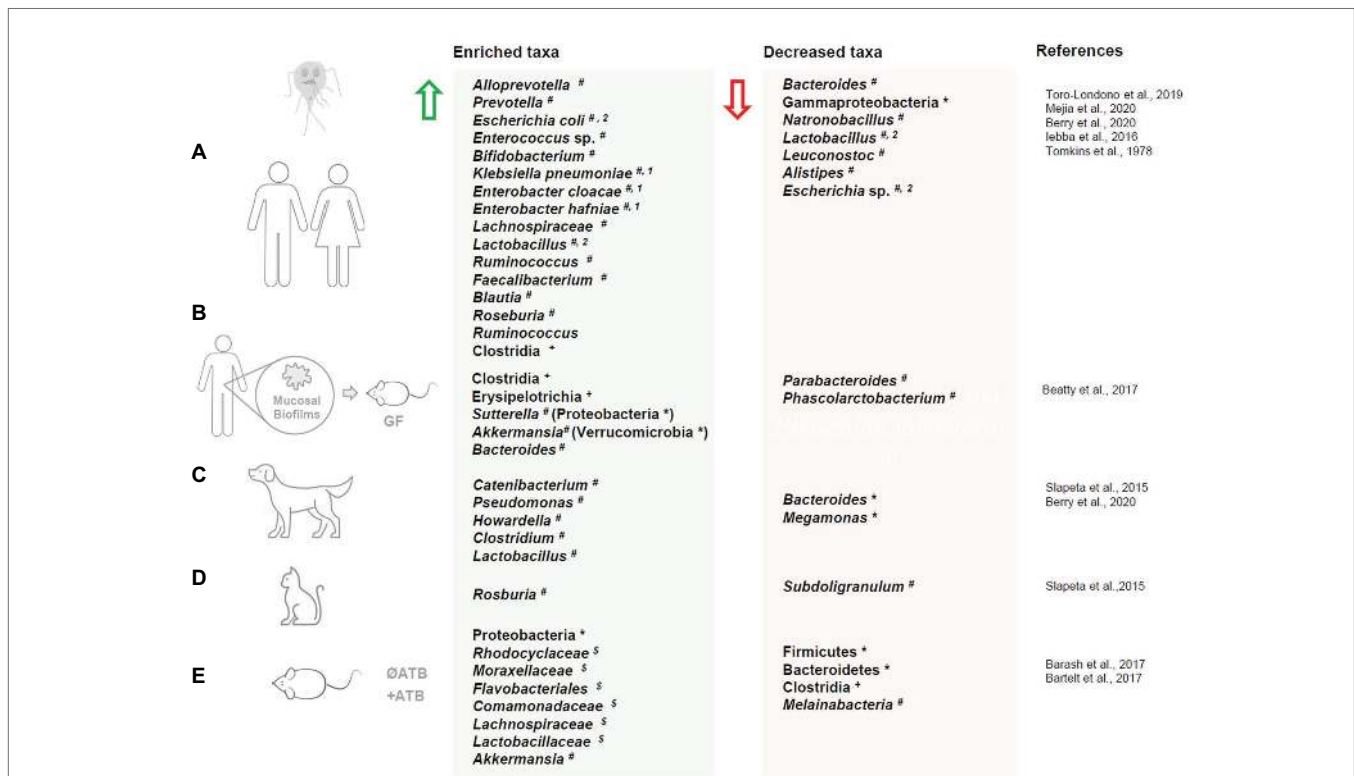 Enriched taxa
Decreased taxa
References
A
Alloprevotella #
Prevotella #
Escherichia coli #, 2
Enterococcus sp. #
Bifidobacterium #
Klebsiella pneumoniae #, 1
Enterobacter cloacae #, 1
Enterobacter hafniae #, 1
Lachnospiraceae #
Lactobacillus #, 2
Ruminococcus #
Faecalibacterium #
Blautia #
Roseburia #
Ruminococcus
Clostridia +
Bacteroides #
Gammaproteobacteria *
Natronobacillus #
Lactobacillus #, 2
Leuconostoc #
Alistipes #
Escherichia sp. #, 2
Toro-Londono et al., 2019
Mejia et al., 2020
Berry et al., 2020
Iebba et al., 2016
Tomkins et al., 1978
B
Mucosal
Biofilms
GF
Clostridia +
Erysipelotrichia +
Sutterella # (Proteobacteria *)
Akkermansia# (Verrucomicrobia *)
Bacteroides #
Parabacteroides #
Phascolarctobacterium #
Beatty et al., 2017
C
Catenibacterium #
Pseudomonas #
Howardella #
Clostridium #
Lactobacillus #
Bacteroides *
Megamonas *
Slapeta et al., 2015
Berry et al., 2020
D
Rosburia #
Subdoligranulum #
Slapeta et al.,2015
E
ØATB
+ATB
Proteobacteria *
Rhodocyclaceae $
Moraxellaceae $
Flavobacteriales $
Comamonadaceae $
Lachnospiraceae $
Lactobacillaceae $
Akkermansia #
Firmicutes *
Bacteroidetes *
Clostridia +
Melainabacteria #
Barash et al., 2017
Bartelt et al., 2017